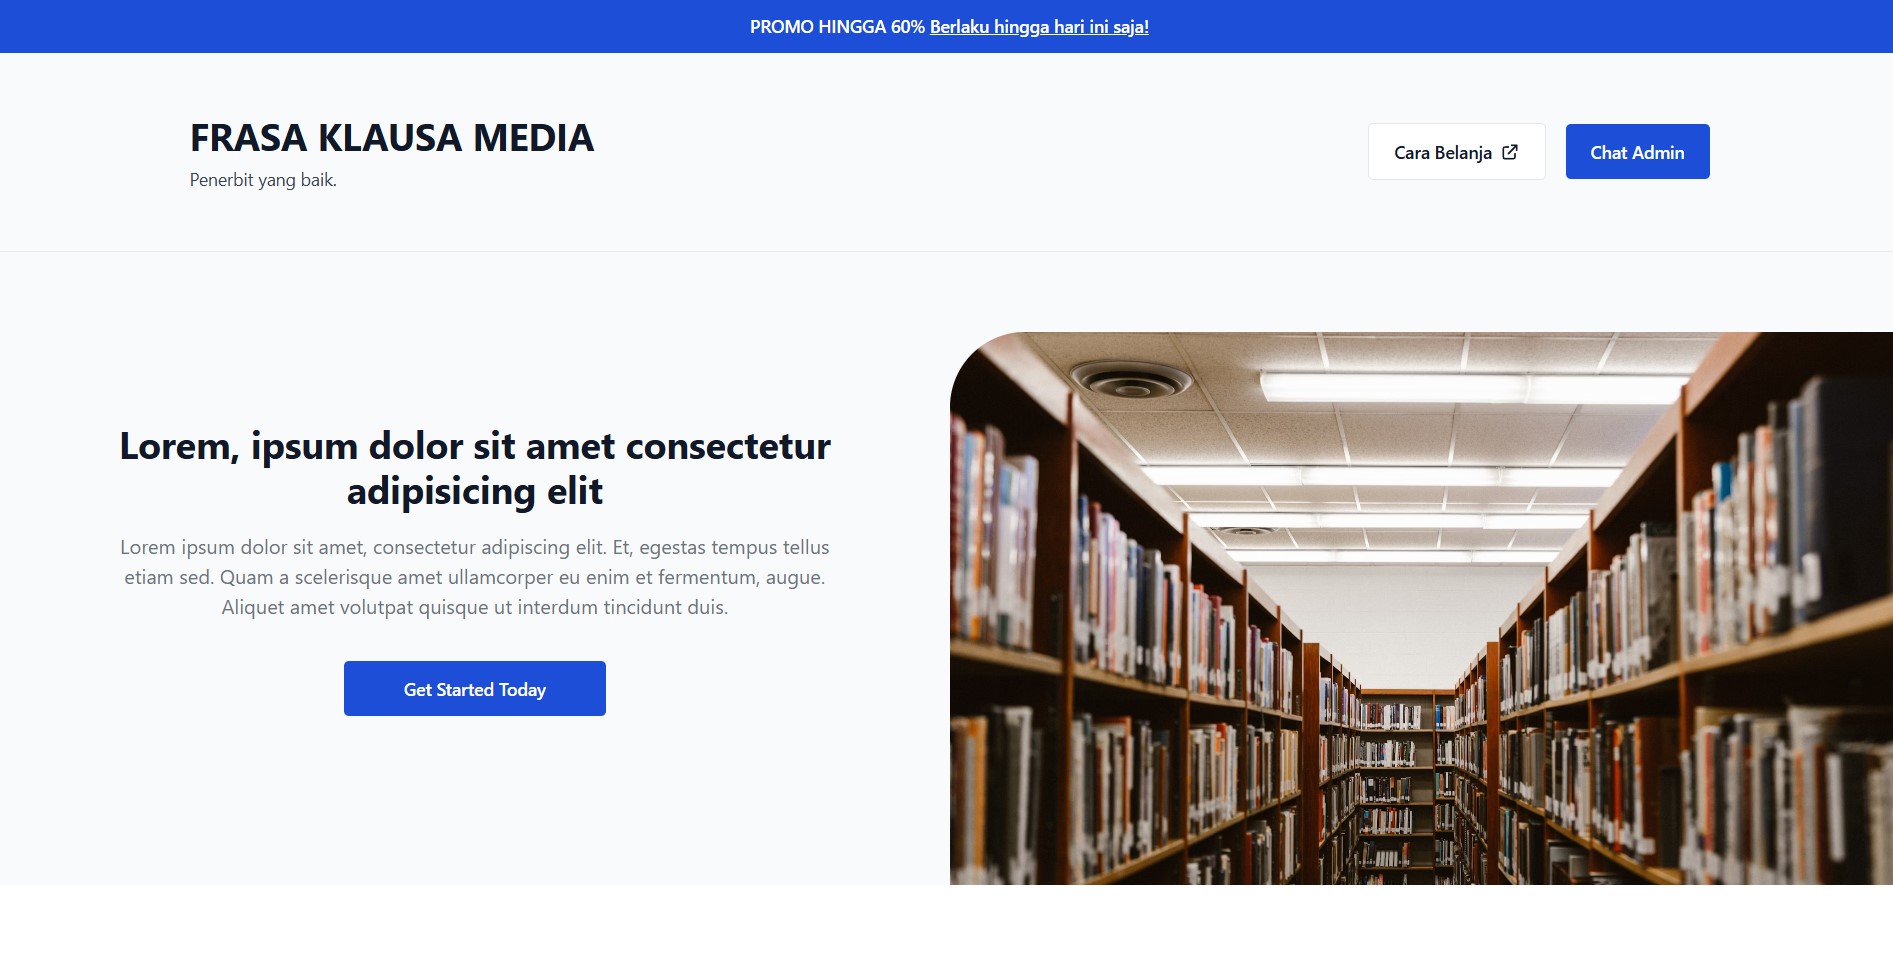 PROMO HINGGA 60% Berlaku hingga hari ini saja!
FRASA KLAUSA MEDIA
Penerbit yang baik.
Cara Belanja
Chat Admin
Lorem, ipsum dolor sit amet consectetur
adipisicing elit
Lorem ipsum dolor sit amet, consectetur adipiscing elit. Et, egestas tempus tellus
etiam sed. Quam a scelerisque amet ullamcorper eu enim et fermentum, augue.
Aliquet amet volutpat quisque ut interdum tincidunt duis.
Get Started Today